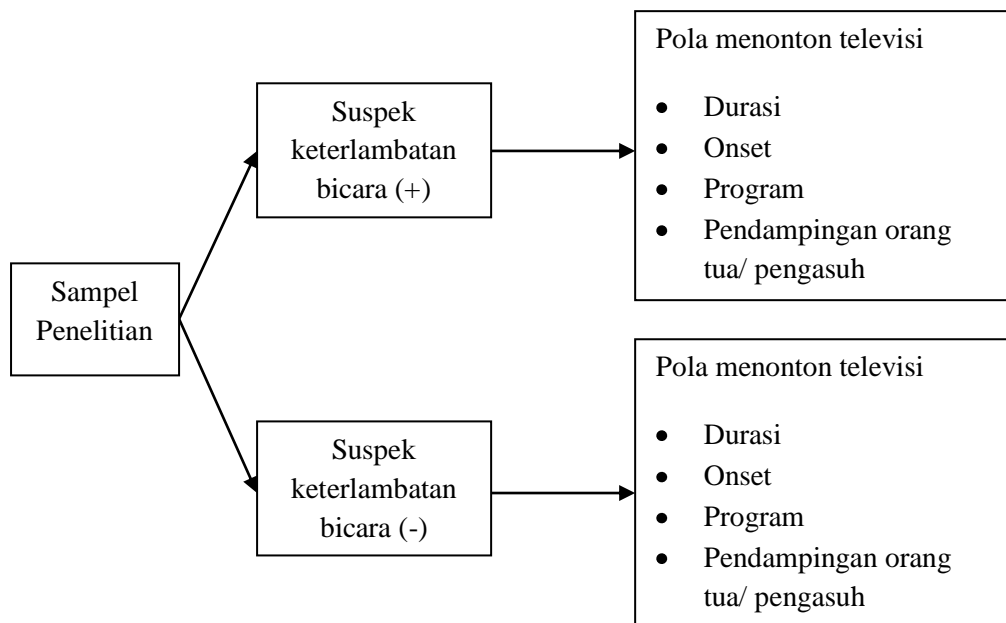 Sampel
Penelitian
Suspek
keterlambatan
bicara (+)
Pola menonton televisi
• Durasi
• Onset
• Program
• Pendampingan orang
tua/ pengasuh
Suspek
keterlambatan
bicara (-)
Pola menonton televisi
• Durasi
• Onset
• Program
• Pendampingan orang
tua/ pengasuh